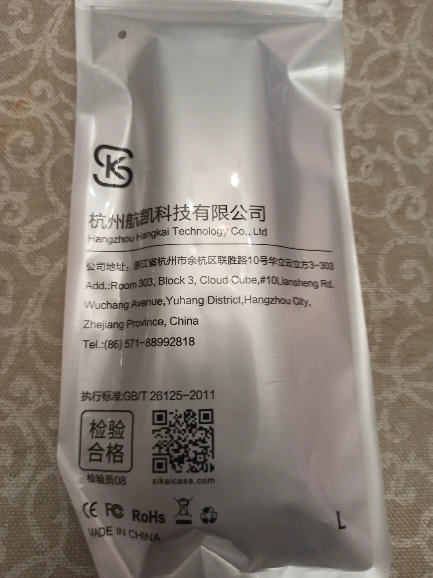 SK
杭州航凯科技有限公司
Hangzhou Hangkai Technology Co., Ltd
公司地址：浙江省杭州市余杭区联胜路10号华立云立方3-303
Add.:Room 303, Block 3, Cloud Cube,#10Liansheng Rd.
Wuchang Avenue,Yuhang District,Hangzhou City,
Zhejiang Province, China
Tel.:(86) 571-88992818
执行标准:GB/T 26125-2011
检验
合格
检验员08
sikaicase.com
CE FC RoHs
MADE IN CHINA
L